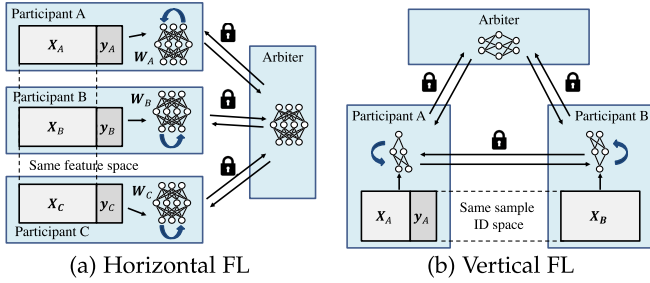 Participant A
X_A y_A
W_A
Participant B
X_B y_B
W_B
Same feature space
X_C y_C
W_C
Participant C
Arbiter
(a) Horizontal FL
Arbiter
Participant A
Participant B
X_A y_A
Same sample
ID space
X_B
(b) Vertical FL